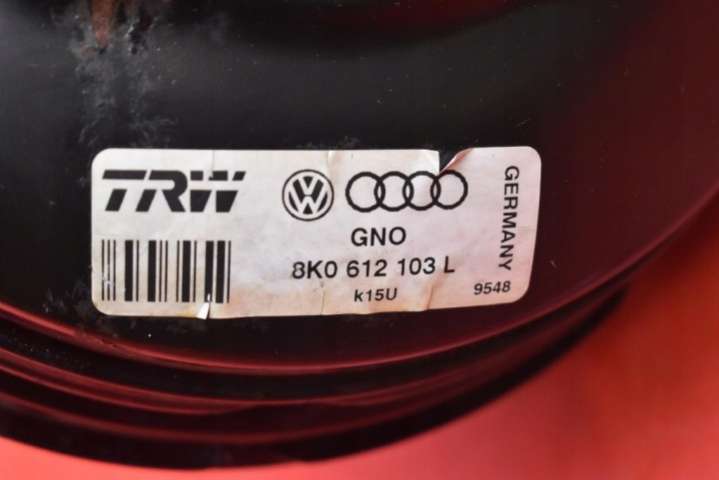 TRW
GNO
8K0 612 103 L
k15U
9548
GERMANY